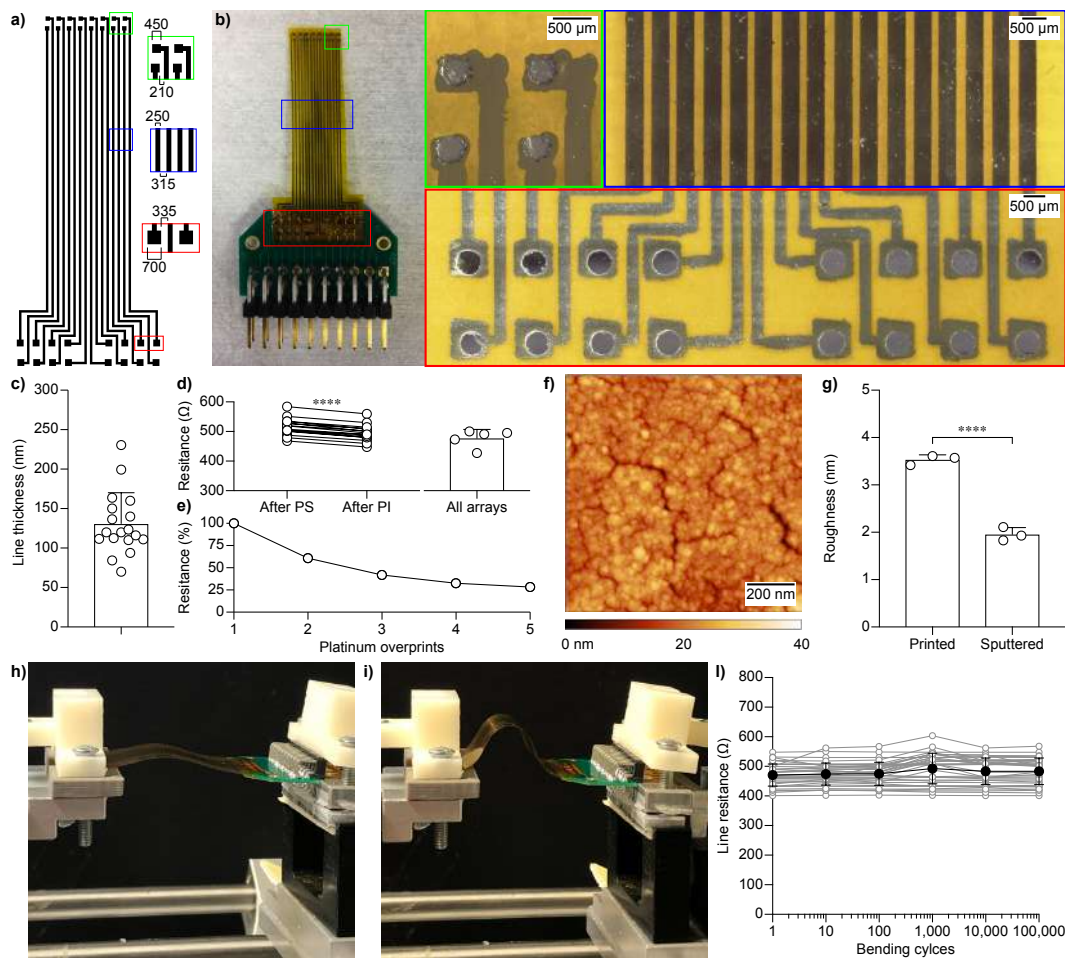 a)
450
210
250
315
335
700
b)
500 µm
500 µm
500 µm
c)
Line thickness (nm)
300
250
200
150
100
50
0
d)
Resitance (Ω)
600
500
400
300
****
After PS
After PI
All arrays
e)
Resitance (%)
100
75
50
25
0
1
2
3
4
5
Platinum overprints
f)
200 nm
0 nm
20
40
g)
Roughness (nm)
5
4
3
2
1
0
****
Printed
Sputtered
h)
i)
l)
Line resitance (Ω)
800
700
600
500
400
300
200
100
0
1
10
100
1,000
10,000
100,000
Bending cylces